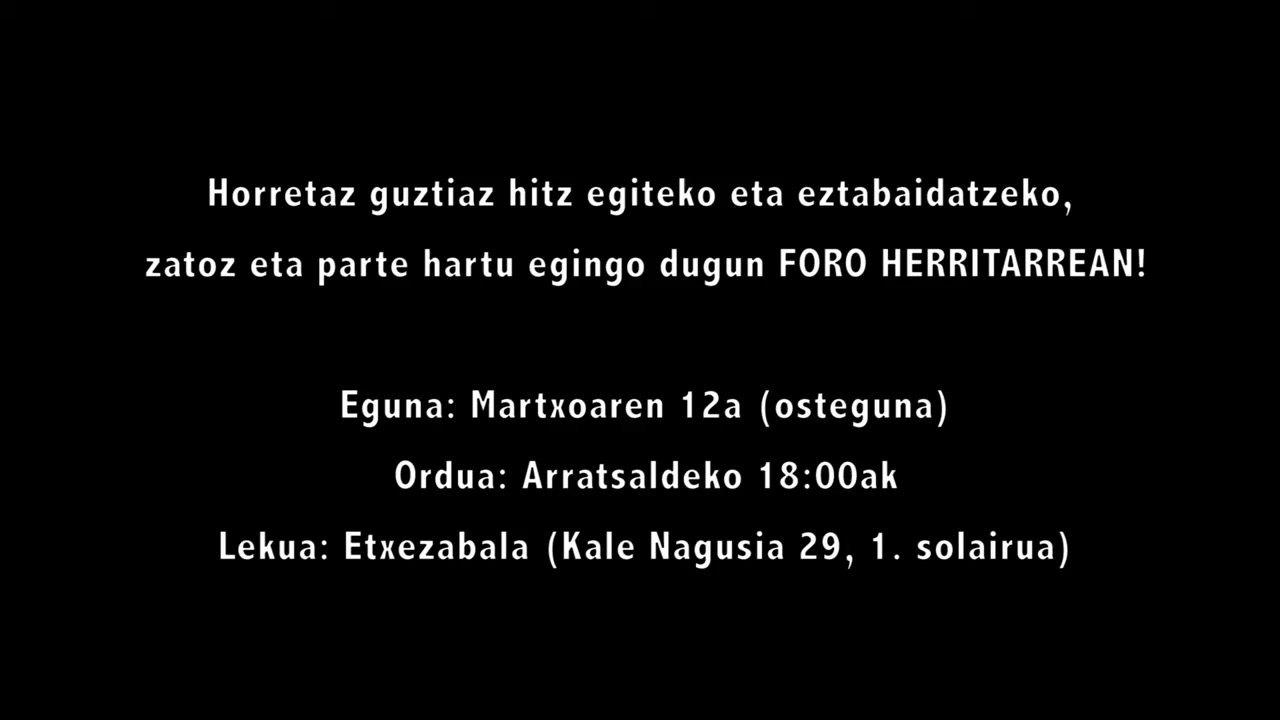 Horretaz guztiaz hitz egiteko eta eztabaidatzeko,
zatoz eta parte hartu egingo dugun FORO HERRITARREAN!
Eguna: Martxoaren 12a (osteguna)
Ordua: Arratsaldeko 18:00ak
Lekua: Etxezabala (Kale Nagusia 29, 1. solairua)